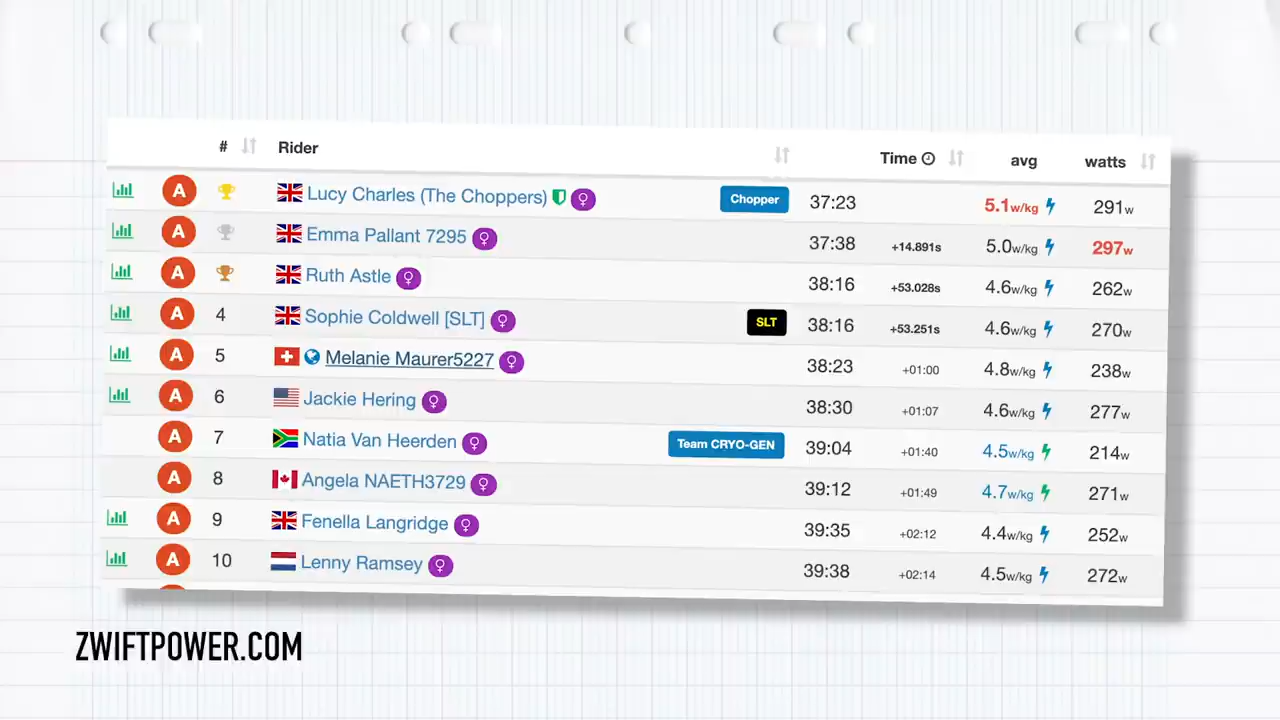 # Rider Time avg watts
A Lucy Charles (The Choppers) Chopper 37:23 5.1w/kg 291w
A Emma Pallant 7295 37:38 +14.891s 5.0w/kg 297w
A Ruth Astle 38:16 +53.028s 4.6w/kg 262w
A 4 Sophie Coldwell [SLT] SLT 38:16 +53.251s 4.6w/kg 270w
A 5 Melanie Maurer5227 38:23 +01:00 4.8w/kg 238w
A 6 Jackie Hering 38:30 +01:07 4.6w/kg 277w
A 7 Natia Van Heerden Team CRYO-GEN 39:04 +01:40 4.5w/kg 214w
A 8 Angela NAETH3729 39:12 +01:49 4.7w/kg 271w
A 9 Fenella Langridge 39:35 +02:12 4.4w/kg 252w
A 10 Lenny Ramsey 39:38 +02:14 4.5w/kg 272w
ZWIFTPOWER.COM